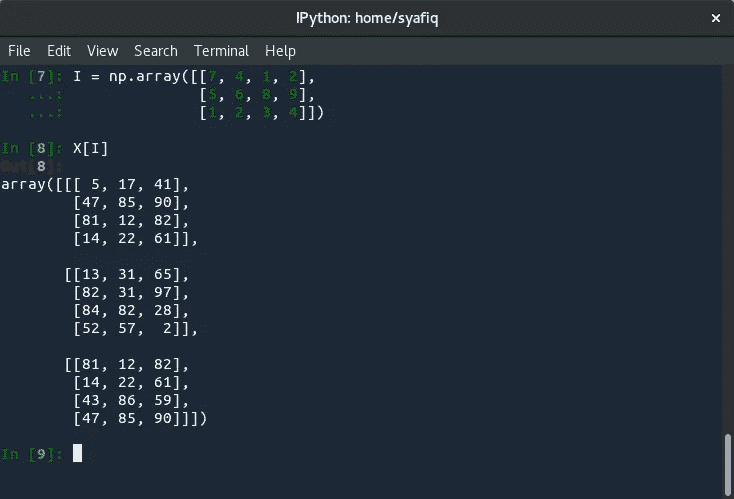 IPython: home/syafiq
File Edit View Search Terminal Help
In [7]: I = np.array([[7, 4, 1, 2],
   ...:               [5, 6, 8, 9],
   ...:               [1, 2, 3, 4]])
In [8]: X[I]
Out[8]:
array([[[ 5, 17, 41],
        [47, 85, 90],
        [81, 12, 82],
        [14, 22, 61]],
       [[13, 31, 65],
        [82, 31, 97],
        [84, 82, 28],
        [52, 57,  2]],
       [[81, 12, 82],
        [14, 22, 61],
        [43, 86, 59],
        [47, 85, 90]]])
In [9]: